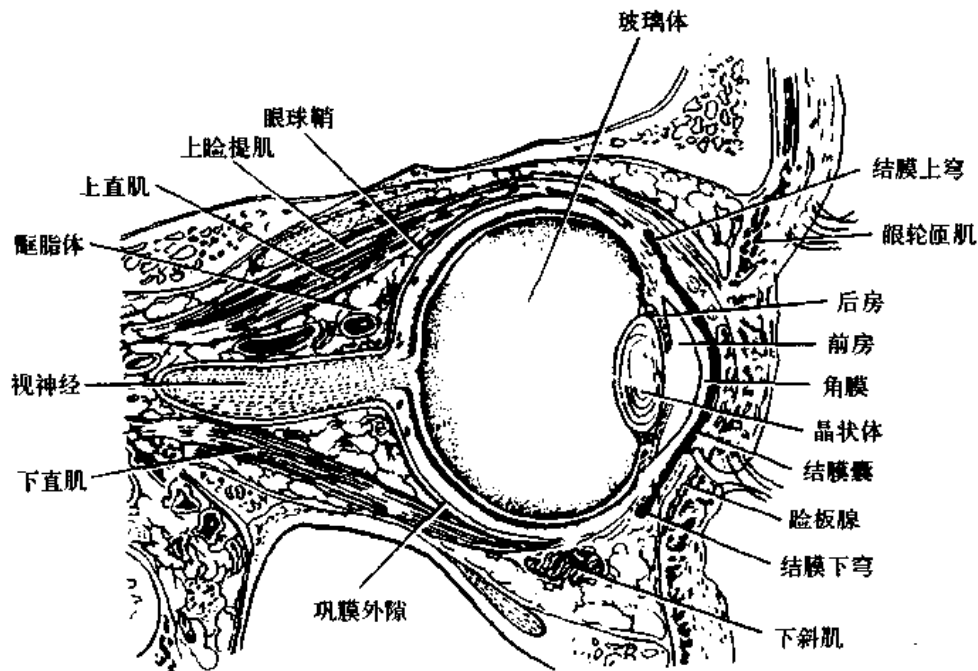 玻璃体
眼球鞘
上睑提肌
上直肌
眶脂体
视神经
下直肌
巩膜外隙
结膜上弯
眼轮匝肌
后房
前房
角膜
晶状体
结膜囊
睑板腺
结膜下弯
下斜肌